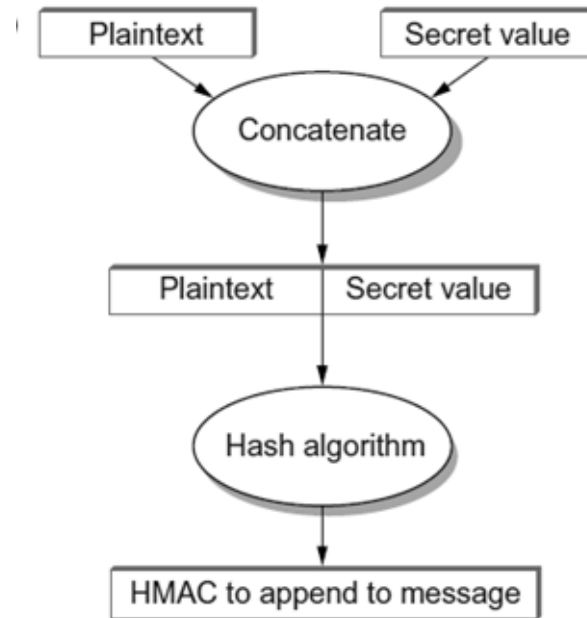 Plaintext
Secret value
Concatenate
Plaintext
Secret value
Hash algorithm
HMAC to append to message